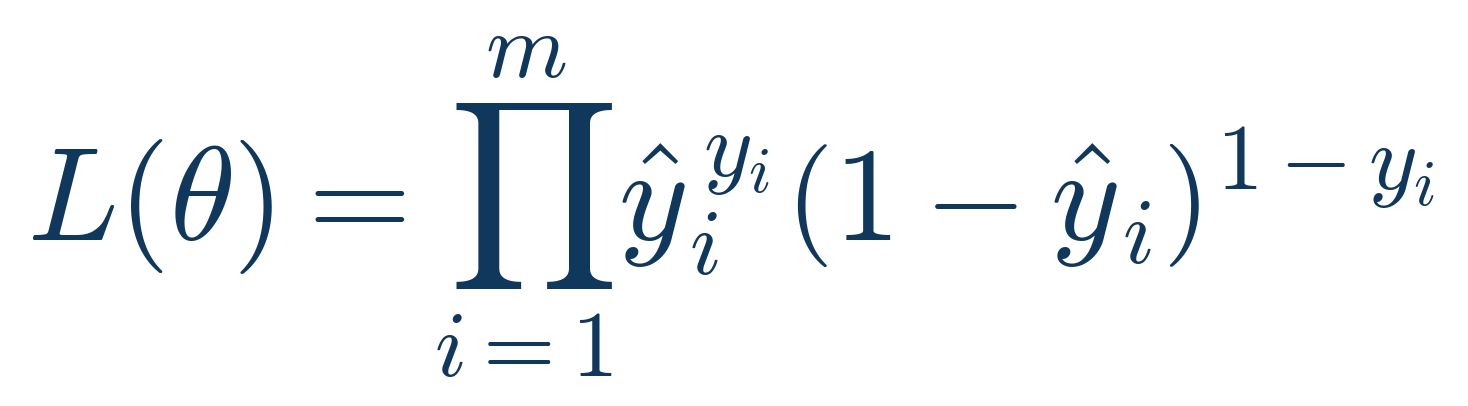 L(θ) = ∏_{i=1}^{m} ŷ_i^{y_i} (1 − ŷ_i)^{1 − y_i}